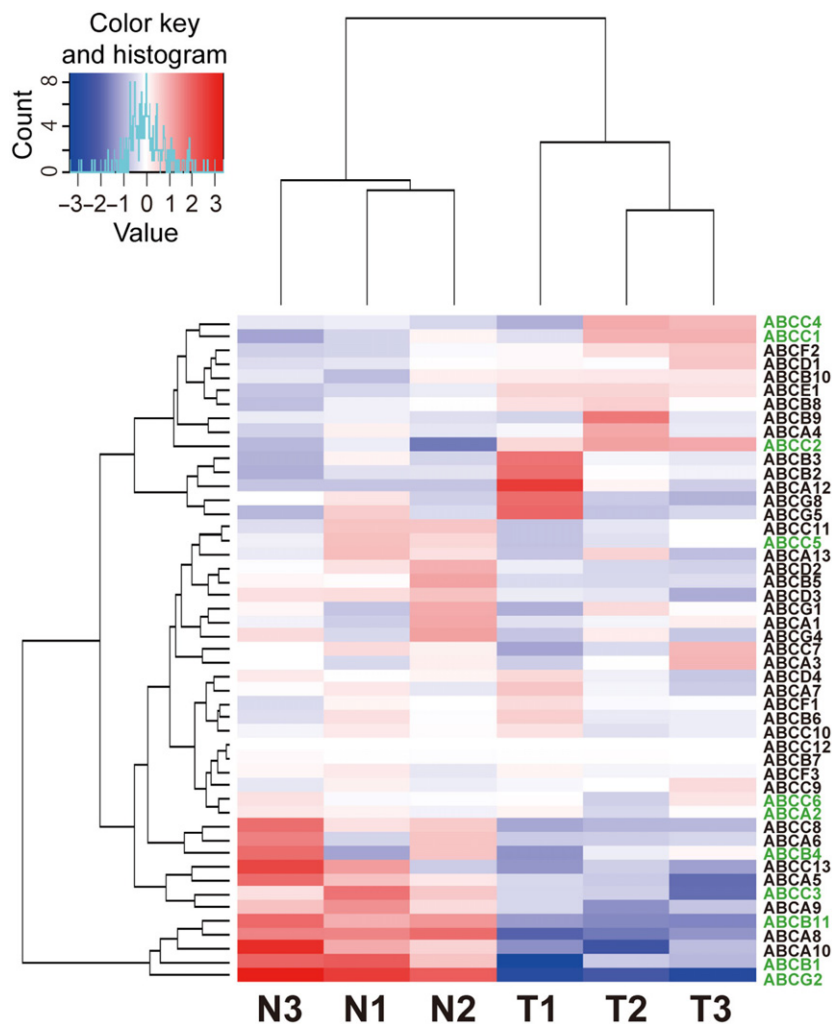 Color key
and histogram
Count
8
4
0
−3−2−1 0 1 2 3
Value
ABCC4
ABCC1
ABCF2
ABCD1
ABCB10
ABCE1
ABCB8
ABCB9
ABCA4
ABCC2
ABCB3
ABCB2
ABCA12
ABCG8
ABCG5
ABCC11
ABCC5
ABCA13
ABCD2
ABCB5
ABCD3
ABCG1
ABCA1
ABCG4
ABCC7
ABCA3
ABCD4
ABCA7
ABCF1
ABCB6
ABCC10
ABCC12
ABCB7
ABCF3
ABCC9
ABCC6
ABCA2
ABCC8
ABCA6
ABCB4
ABCC13
ABCA5
ABCC3
ABCA9
ABCB11
ABCA8
ABCA10
ABCB1
ABCG2
N3 N1 N2 T1 T2 T3